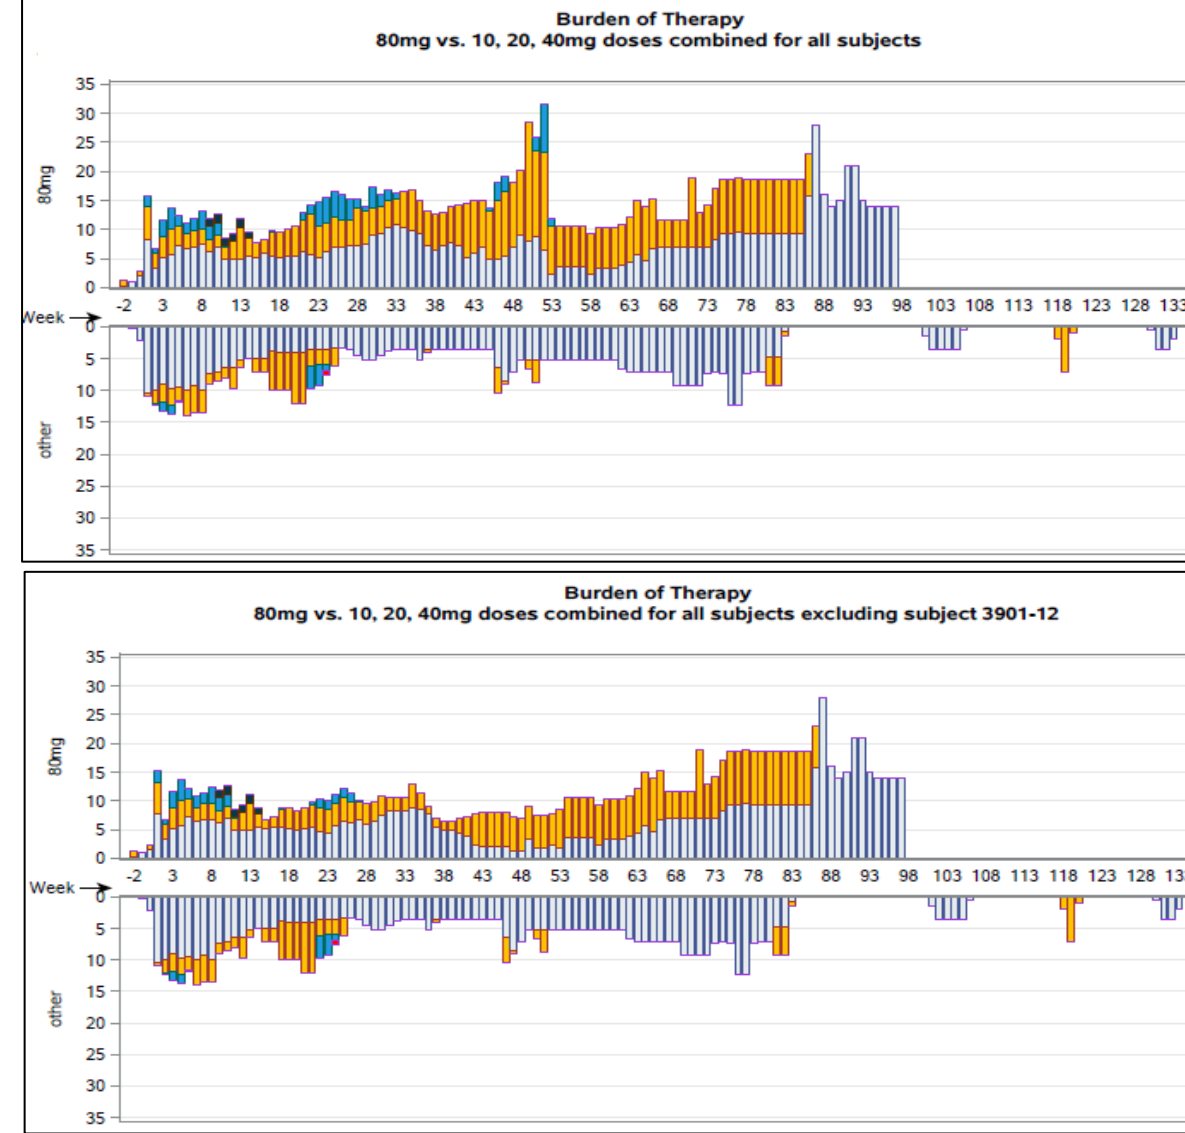 Burden of Therapy
80mg vs. 10, 20, 40mg doses combined for all subjects
35
30
25
20
15
10
5
0
80mg
-2 3 8 13 18 23 28 33 38 43 48 53 58 63 68 73 78 83 88 93 98 103 108 113 118 123 128 133
Week
0
5
10
15
20
25
30
35
other
Burden of Therapy
80mg vs. 10, 20, 40mg doses combined for all subjects excluding subject 3901-12
35
30
25
20
15
10
5
0
80mg
-2 3 8 13 18 23 28 33 38 43 48 53 58 63 68 73 78 83 88 93 98 103 108 113 118 123 128 13
Week
0
5
10
15
20
25
30
35
other